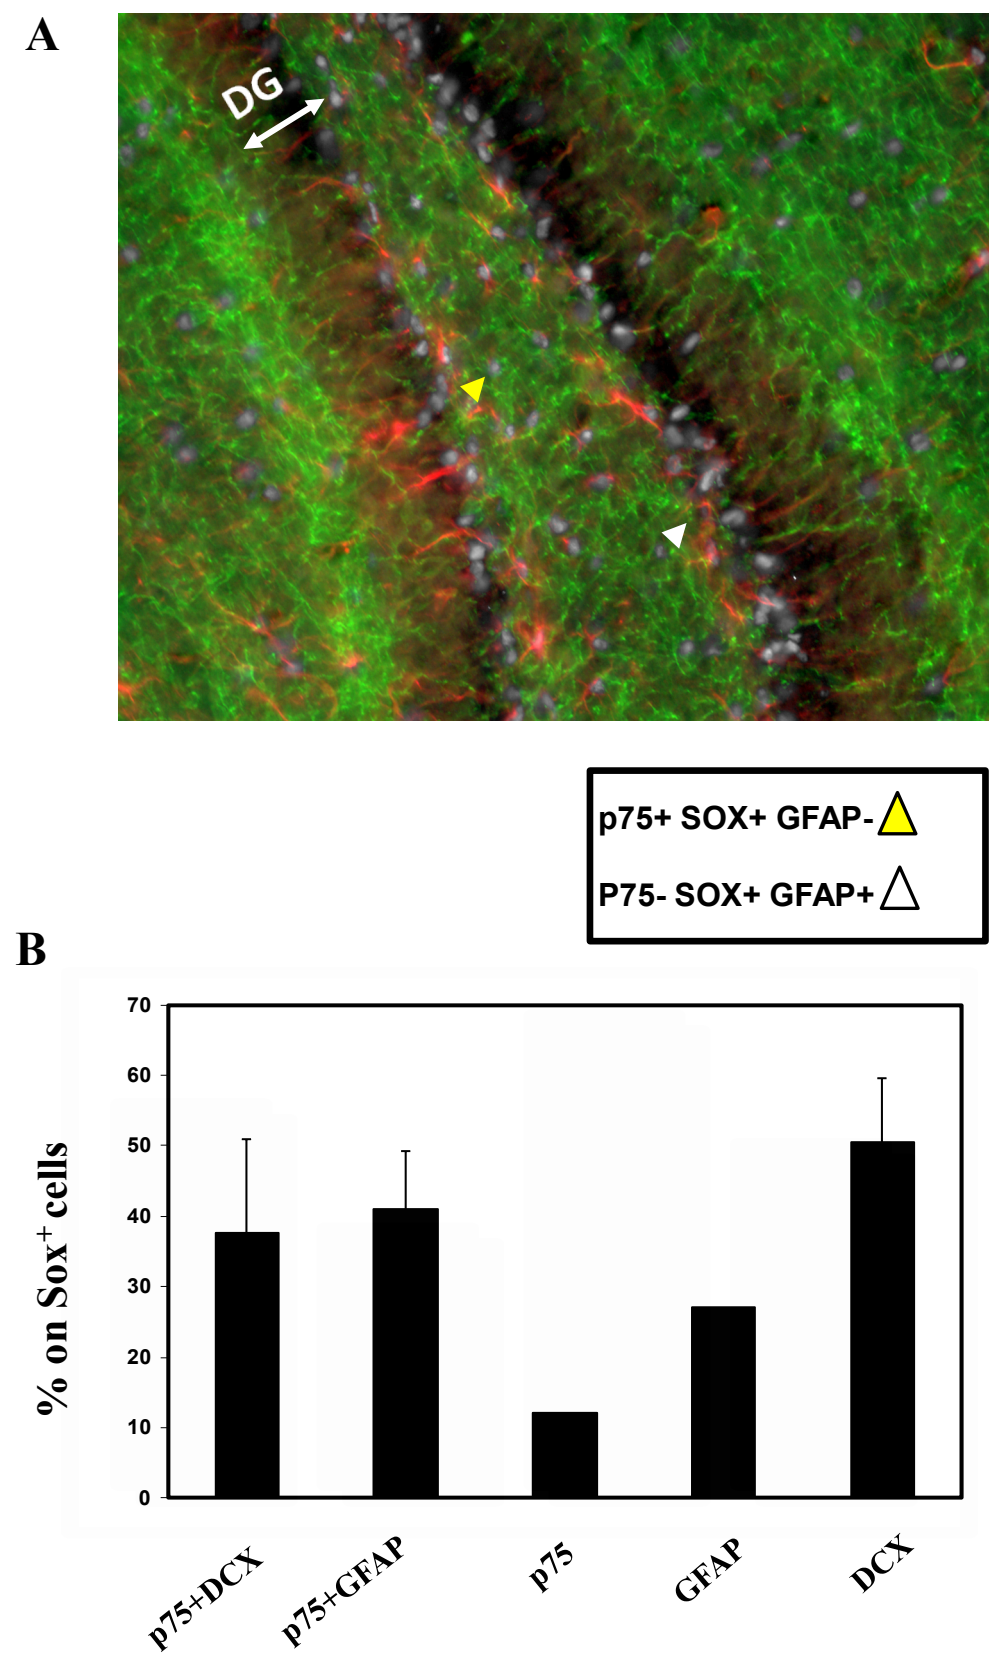 A
DG
p75+ SOX+ GFAP-
P75- SOX+ GFAP+
B
% on Sox+ cells
70
60
50
40
30
20
10
0
p75+DCX
p75+GFAP
p75
GFAP
DCX